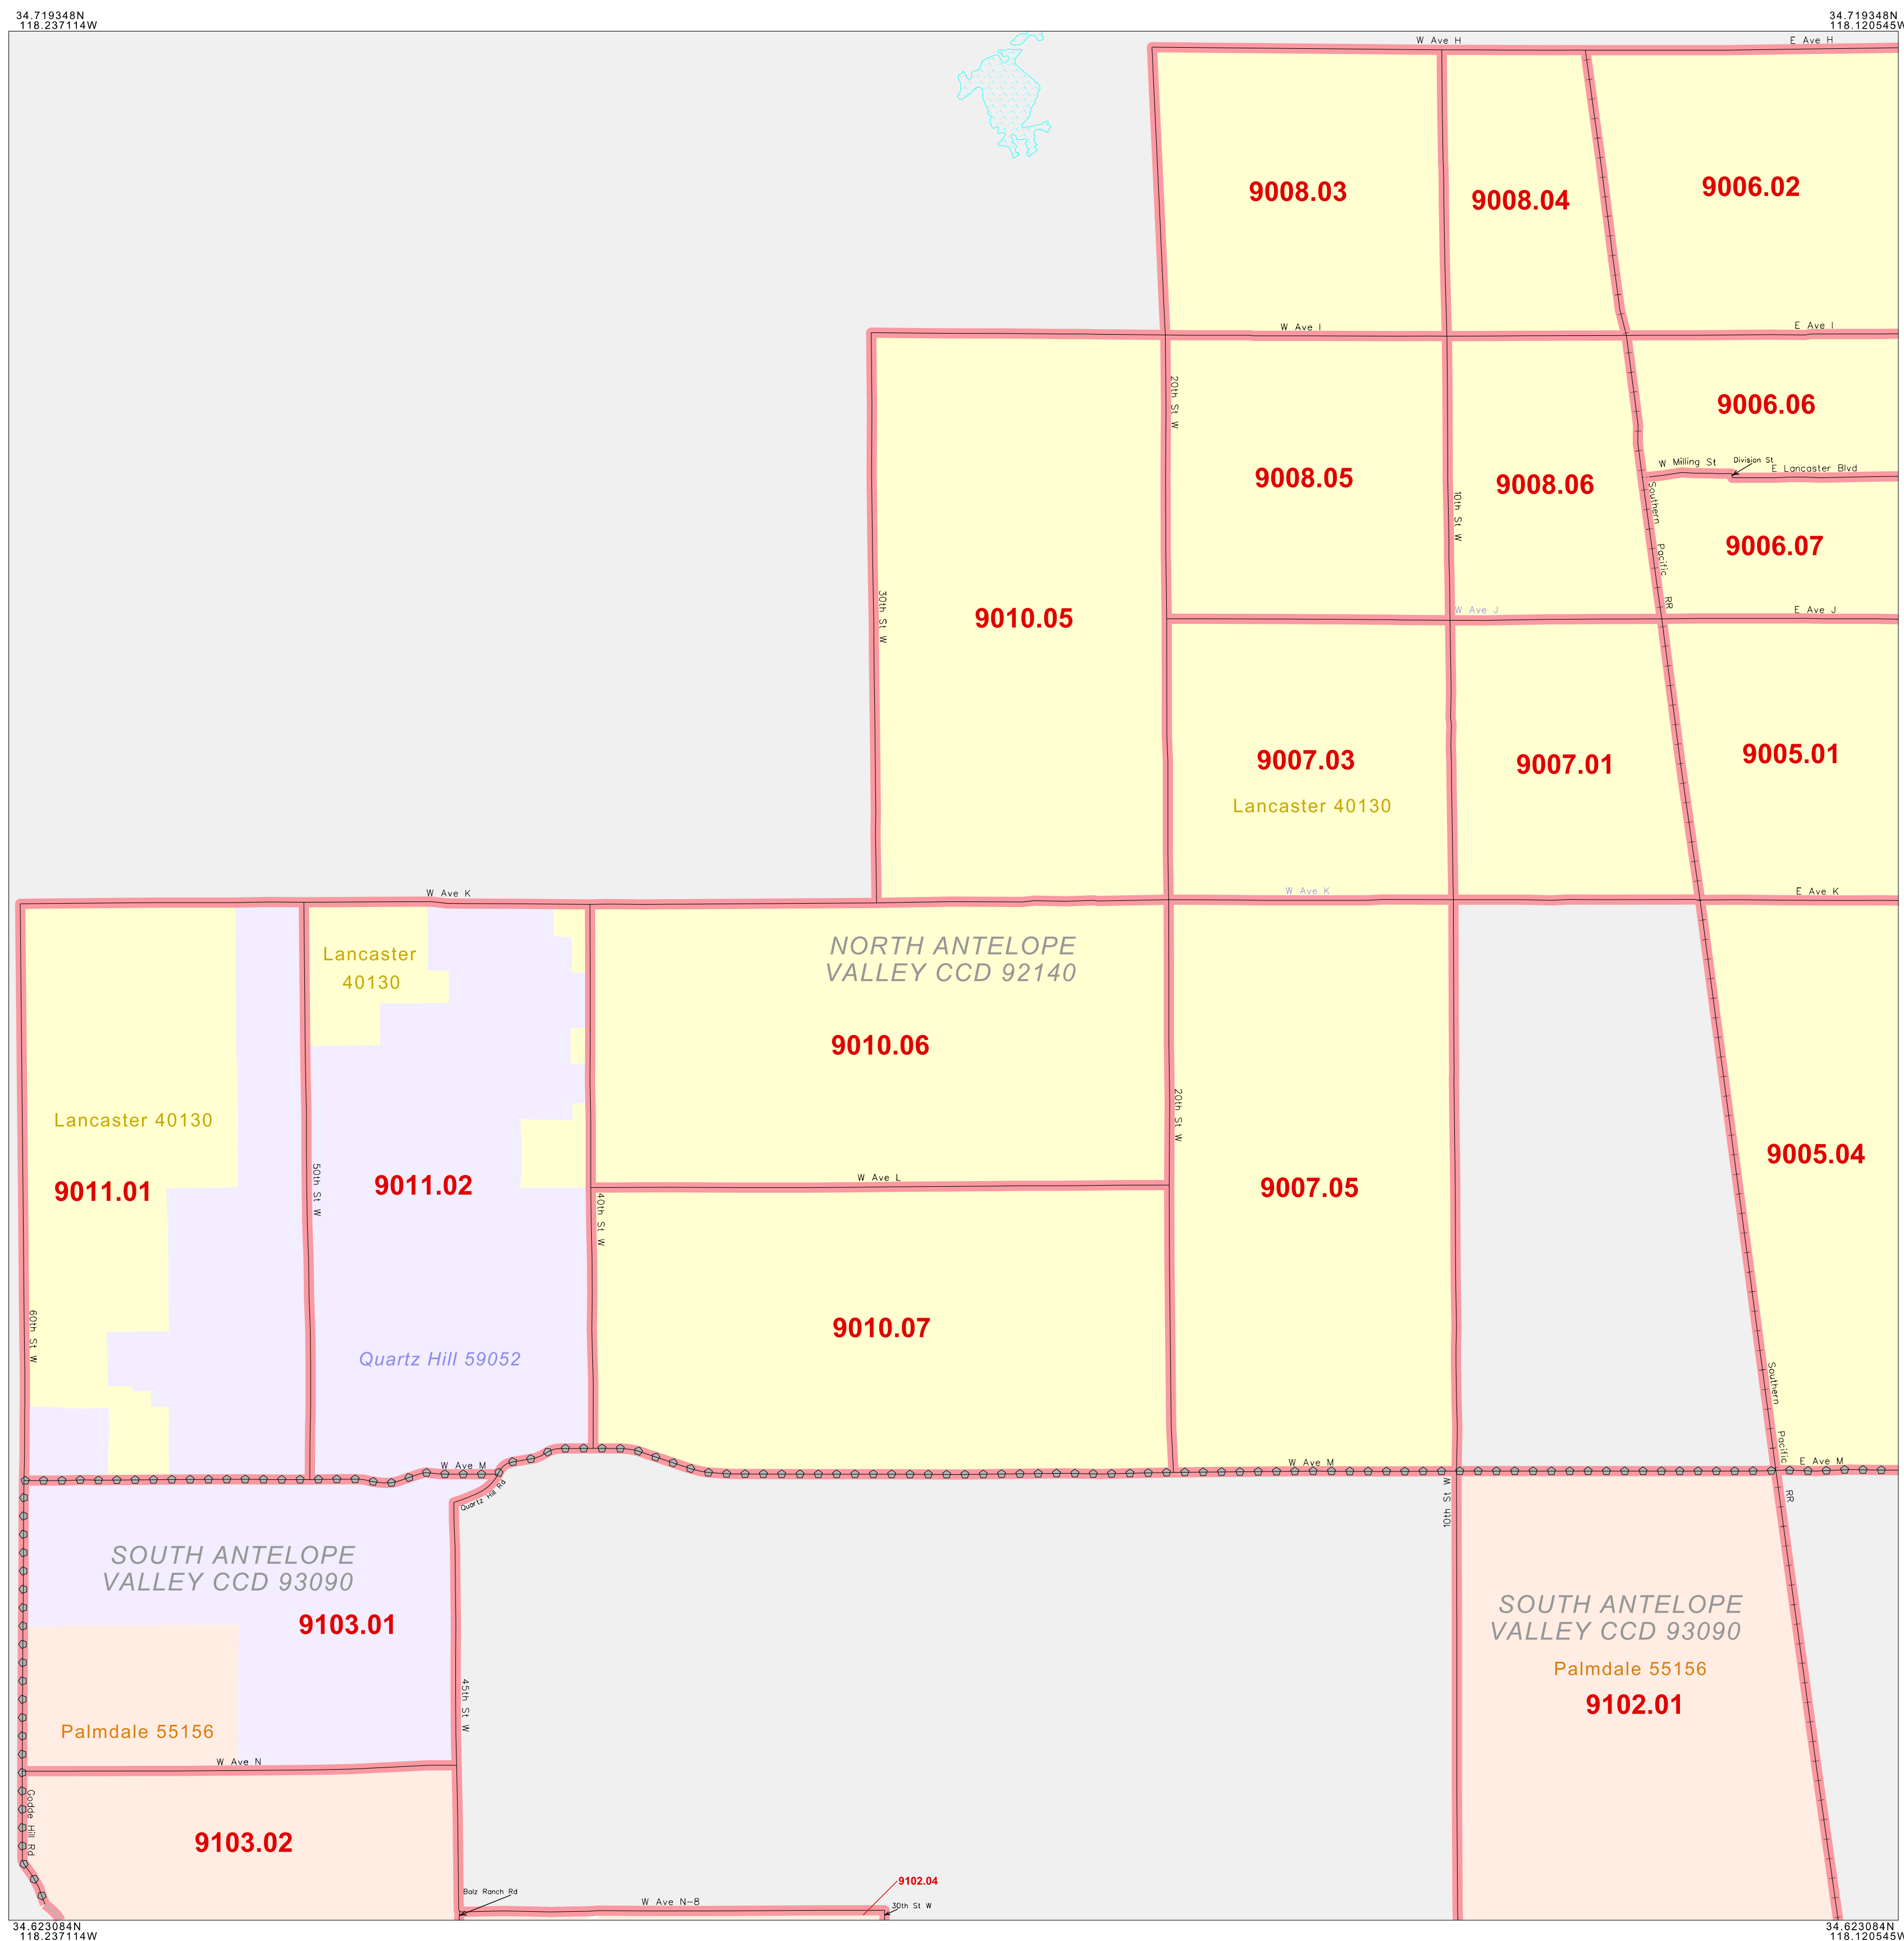 34.719348N
118.237114W
34.719348N
118.120545W
W Ave H
E Ave H
9008.03
9008.04
9006.02
W Ave I
E Ave I
20th St W
9006.06
9008.05
9008.06
W Milling St
Division St
E Lancaster Blvd
10th St W
Southern
Pacific
RR
9006.07
30th St W
9010.05
W Ave J
E Ave J
9007.03
9007.01
9005.01
Lancaster 40130
W Ave K
W Ave K
E Ave K
Lancaster
40130
NORTH ANTELOPE
VALLEY CCD 92140
9010.06
Lancaster 40130
20th St W
9011.01
50th St W
9011.02
W Ave L
40th St W
9007.05
9005.04
60th St W
9010.07
Quartz Hill 59052
Southern
Pacific
RR
W Ave M
W Ave M
E Ave M
Quartz Hill Rd
10th St W
SOUTH ANTELOPE
VALLEY CCD 93090
9103.01
SOUTH ANTELOPE
VALLEY CCD 93090
Palmdale 55156
9102.01
45th St W
Palmdale 55156
W Ave N
Godde Hill Rd
9103.02
Bolz Ranch Rd
W Ave N-8
9102.04
30th St W
34.623084N
118.237114W
34.623084N
118.120545W